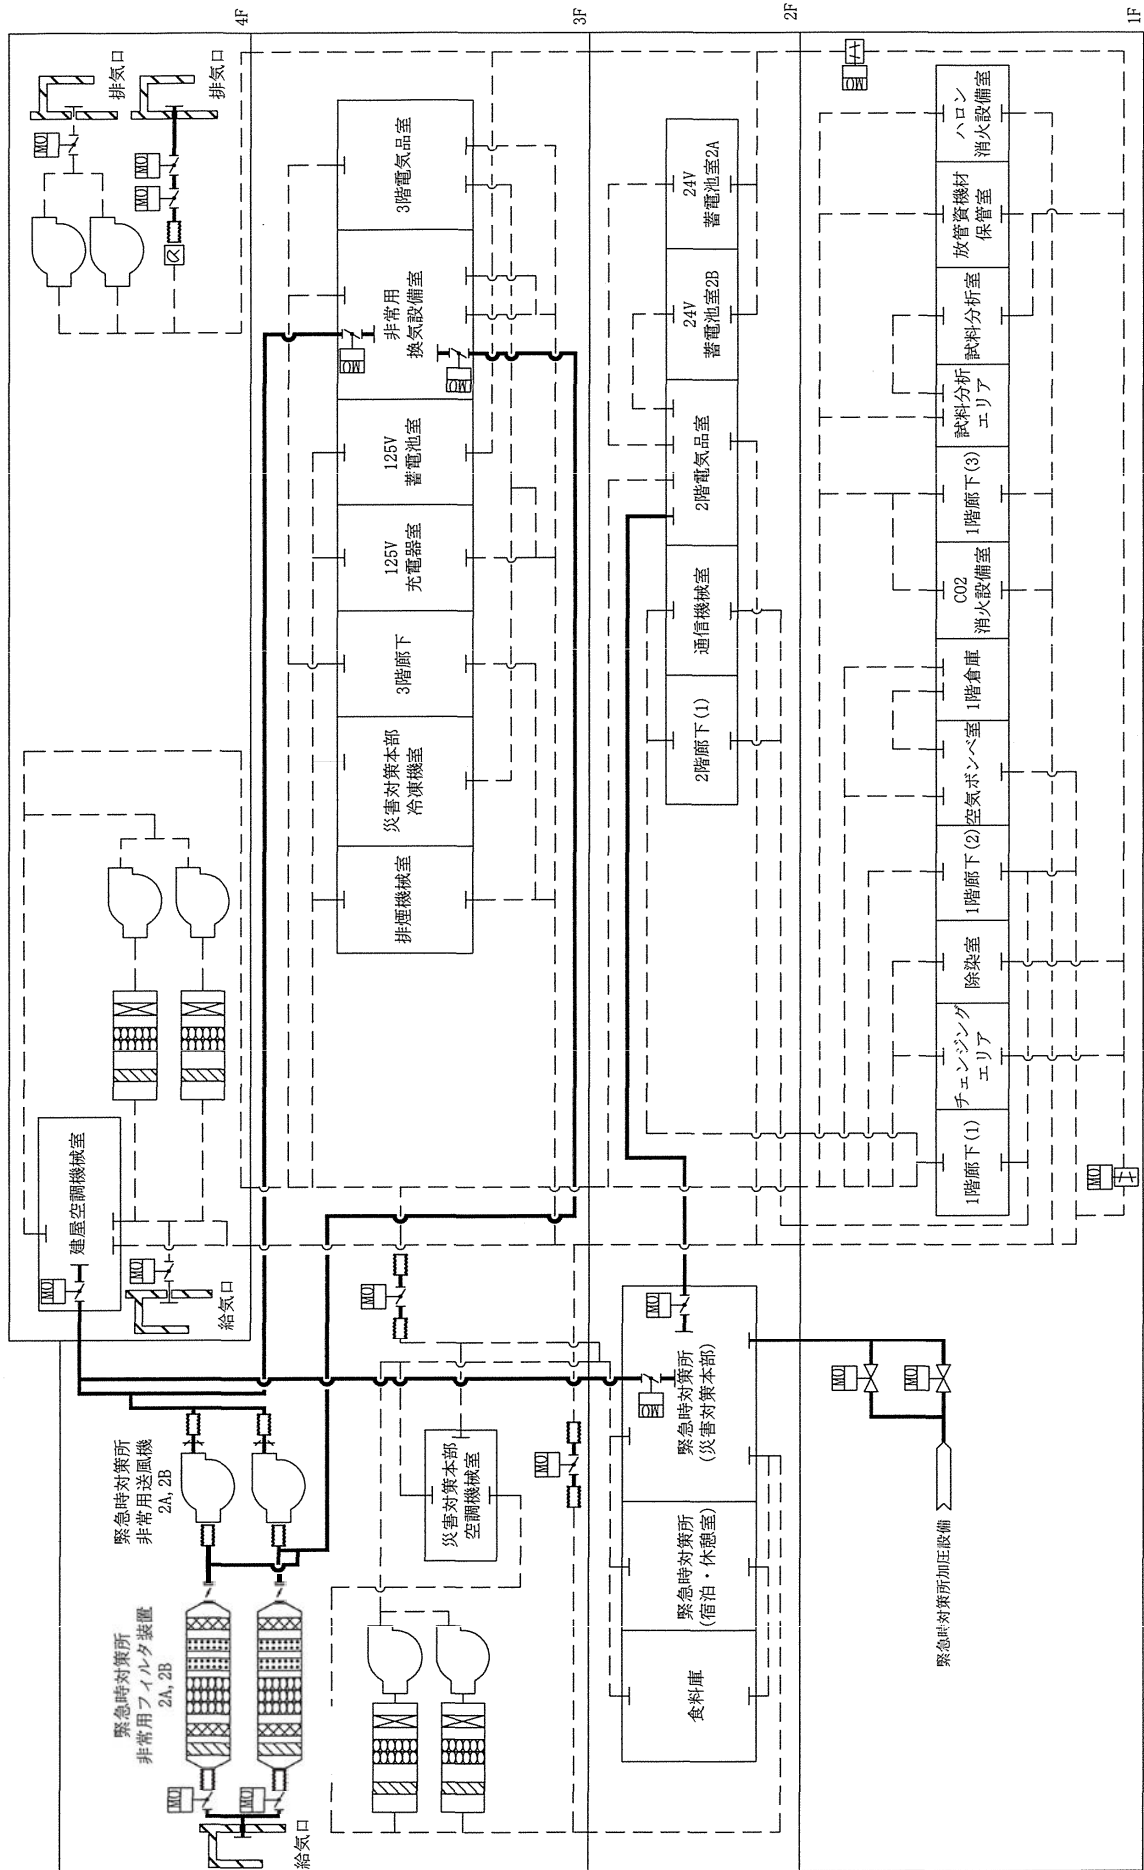 4F
3F
2F
1F
緊急時対策所
非常用フィルタ装置
2A,2B
緊急時対策所
非常用送風機
2A,2B
給気口
MO
MO
建屋空調機械室
MO
給気口
MO
排気口
MO
排気口
MO
MO
災害対策本部
空調機械室
MO
MO
排煙機械室
災害対策本部
冷凍機室
3階廊下
125V
充電器室
125V
蓄電池室
非常用
換気設備室
MO
MO
3階電気品室
食料庫
緊急時対策所
(宿泊・休憩室)
緊急時対策所
(災害対策本部)
MO
MO
2階廊下(1)
通信機械室
2階電気品室
24V
蓄電池室2B
24V
蓄電池室2A
緊急時対策所加圧設備
MO
MO
1階廊下(1)
チェンジング
エリア
除染室
1階廊下(2)
空気ボンベ室
1階倉庫
CO2
消火設備室
1階廊下(3)
試料分析
エリア
試料分析室
放管資機材
保管室
ハロン
消火設備室
MO
MO